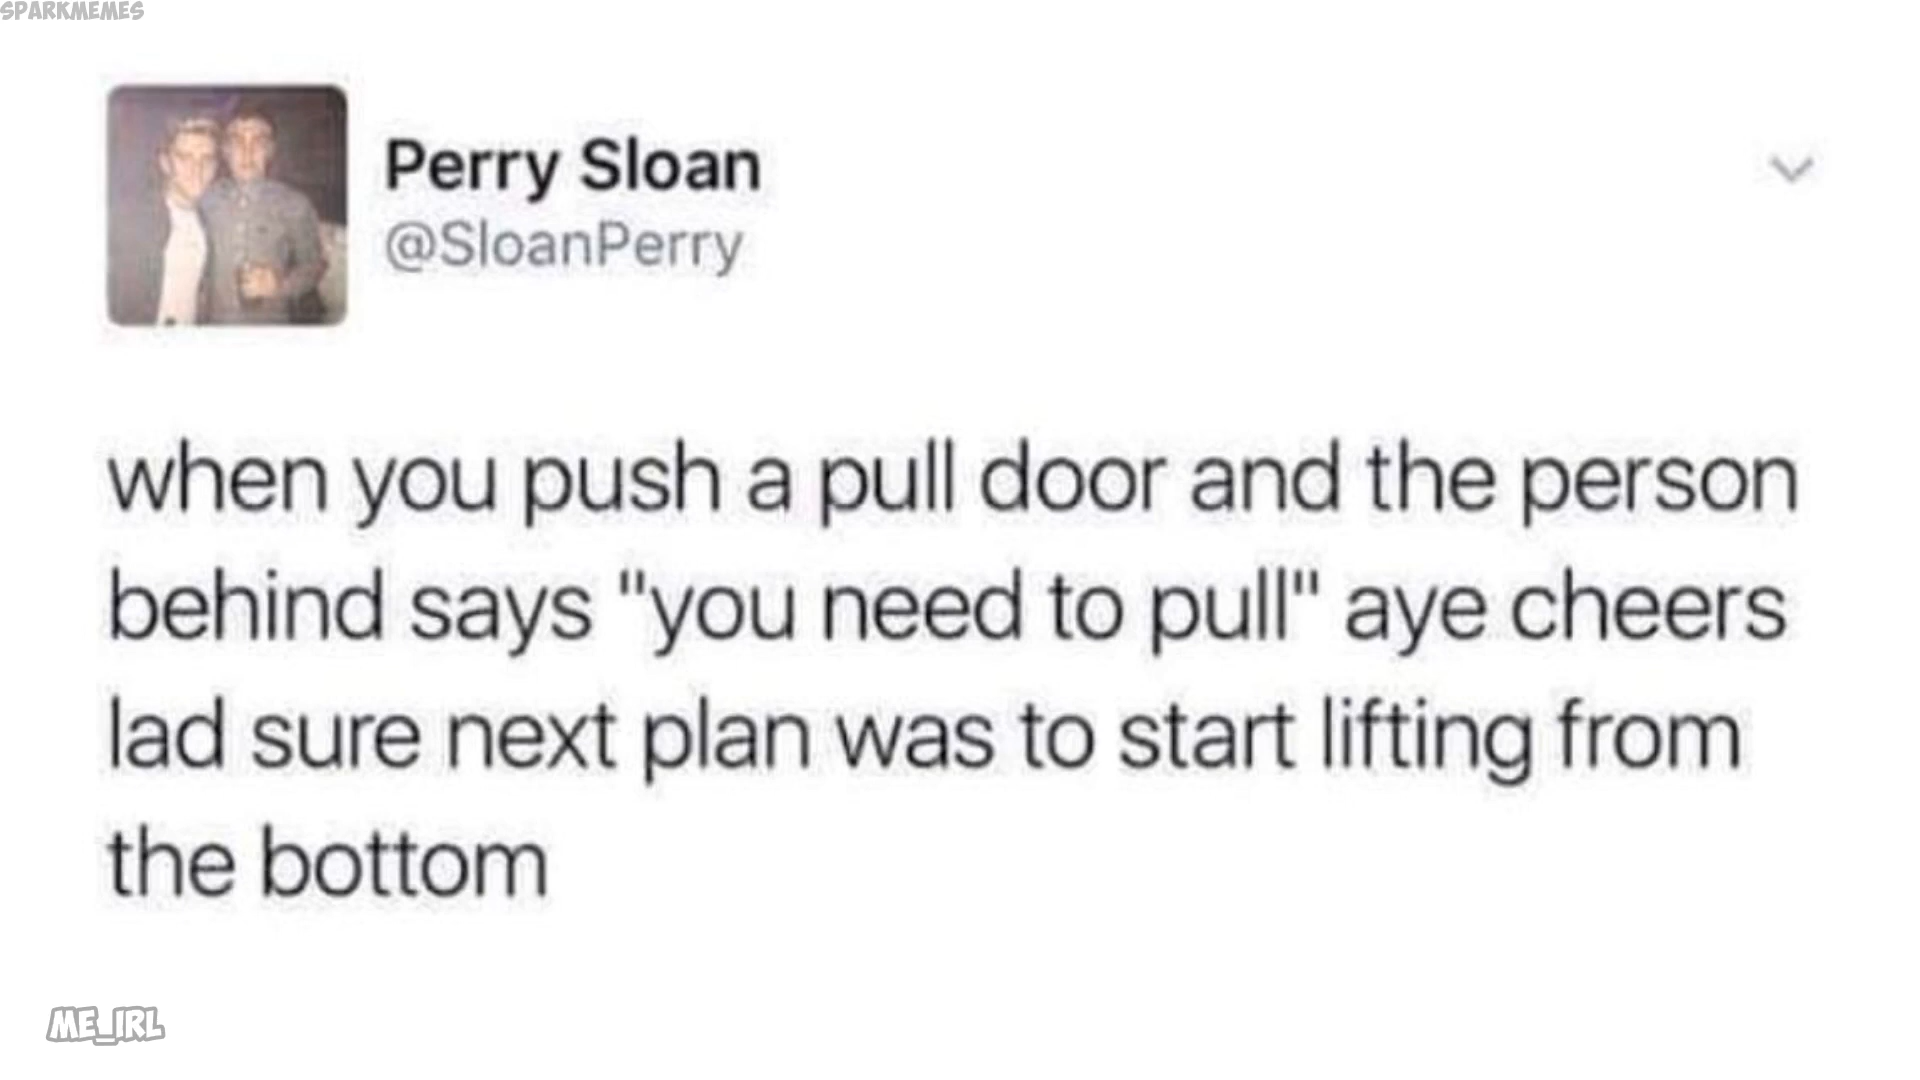 SPARKMEMES
Perry Sloan
@SloanPerry
when you push a pull door and the person
behind says "you need to pull" aye cheers
lad sure next plan was to start lifting from
the bottom
ME_IRL